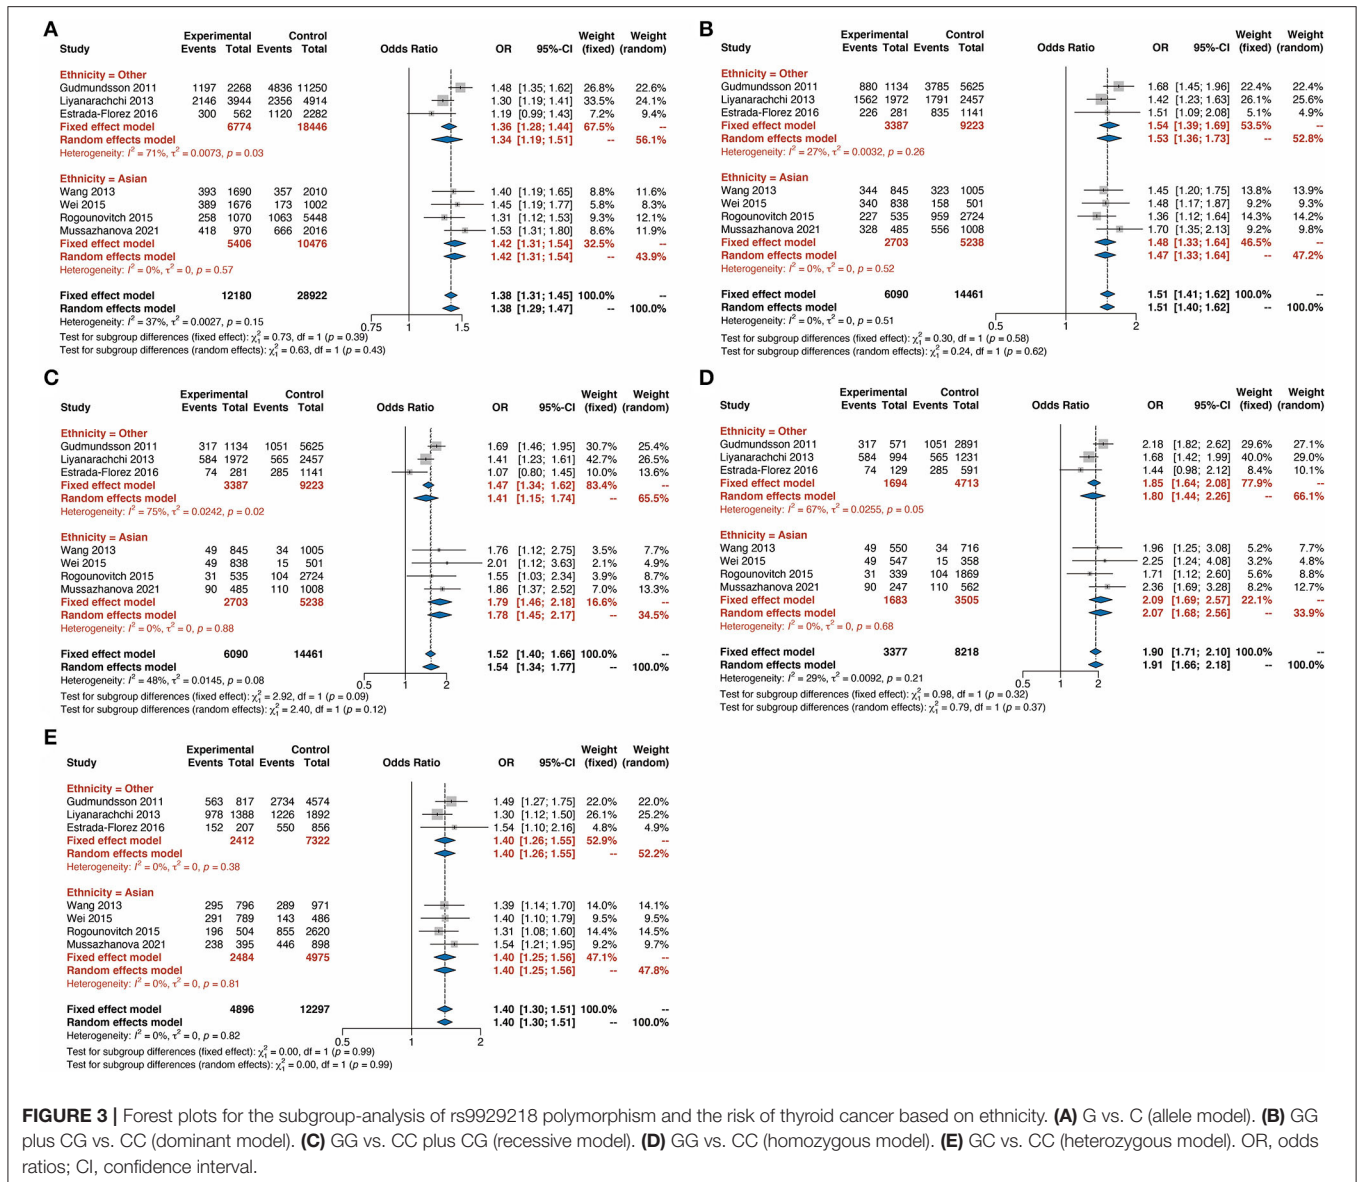 A
Experimental Control Weight Weight
Study Events Total Events Total Odds Ratio OR 95%-CI (fixed) (random)
Ethnicity = Other
Gudmundsson 2011 1197 2268 4836 11250 1.48 [1.35; 1.62] 26.8% 22.6%
Liyanarachchi 2013 2146 3944 2356 4914 1.30 [1.19; 1.41] 33.5% 24.1%
Estrada-Florez 2016 300 562 1120 2282 1.19 [0.99; 1.43] 7.2% 9.4%
Fixed effect model 6774 18446 1.36 [1.28; 1.44] 67.5% --
Random effects model 1.34 [1.19; 1.51] -- 56.1%
Heterogeneity: I² = 71%, τ² = 0.0073, p = 0.03
Ethnicity = Asian
Wang 2013 393 1690 357 2010 1.40 [1.19; 1.65] 8.8% 11.6%
Wei 2015 389 1676 173 1002 1.45 [1.19; 1.77] 5.8% 8.3%
Rogounovitch 2015 258 1070 1063 5448 1.31 [1.12; 1.53] 9.3% 12.1%
Mussazhanova 2021 418 970 666 2016 1.53 [1.31; 1.80] 8.6% 11.9%
Fixed effect model 5406 10476 1.42 [1.31; 1.54] 32.5% --
Random effects model 1.42 [1.31; 1.54] -- 43.9%
Heterogeneity: I² = 0%, τ² = 0, p = 0.57
Fixed effect model 12180 28922 1.38 [1.31; 1.45] 100.0% --
Random effects model 1.38 [1.29; 1.47] -- 100.0%
Heterogeneity: I² = 37%, τ² = 0.0027, p = 0.15
0.75 1 1.5
Test for subgroup differences (fixed effect): χ²₁ = 0.73, df = 1 (p = 0.39)
Test for subgroup differences (random effects): χ²₁ = 0.63, df = 1 (p = 0.43)
B
Experimental Control Weight Weight
Study Events Total Events Total Odds Ratio OR 95%-CI (fixed) (random)
Ethnicity = Other
Gudmundsson 2011 880 1134 3785 5625 1.68 [1.45; 1.96] 22.4% 22.4%
Liyanarachchi 2013 1562 1972 1791 2457 1.42 [1.23; 1.63] 26.1% 25.6%
Estrada-Florez 2016 226 281 835 1141 1.51 [1.09; 2.08] 5.1% 4.9%
Fixed effect model 3387 9223 1.54 [1.39; 1.69] 53.5% --
Random effects model 1.53 [1.36; 1.73] -- 52.8%
Heterogeneity: I² = 27%, τ² = 0.0032, p = 0.26
Ethnicity = Asian
Wang 2013 344 845 323 1005 1.45 [1.20; 1.75] 13.8% 13.9%
Wei 2015 340 838 158 501 1.48 [1.17; 1.87] 9.2% 9.3%
Rogounovitch 2015 227 535 959 2724 1.36 [1.12; 1.64] 14.3% 14.2%
Mussazhanova 2021 328 485 556 1008 1.70 [1.35; 2.13] 9.2% 9.8%
Fixed effect model 2703 5238 1.48 [1.33; 1.64] 46.5% --
Random effects model 1.47 [1.33; 1.64] -- 47.2%
Heterogeneity: I² = 0%, τ² = 0, p = 0.52
Fixed effect model 6090 14461 1.51 [1.41; 1.62] 100.0% --
Random effects model 1.51 [1.40; 1.62] -- 100.0%
Heterogeneity: I² = 0%, τ² = 0, p = 0.51
0.5 1 2
Test for subgroup differences (fixed effect): χ²₁ = 0.30, df = 1 (p = 0.58)
Test for subgroup differences (random effects): χ²₁ = 0.24, df = 1 (p = 0.62)
C
Experimental Control Weight Weight
Study Events Total Events Total Odds Ratio OR 95%-CI (fixed) (random)
Ethnicity = Other
Gudmundsson 2011 317 1134 1051 5625 1.69 [1.46; 1.95] 30.7% 25.4%
Liyanarachchi 2013 584 1972 565 2457 1.41 [1.23; 1.61] 42.7% 26.5%
Estrada-Florez 2016 74 281 285 1141 1.07 [0.80; 1.45] 10.0% 13.6%
Fixed effect model 3387 9223 1.47 [1.34; 1.62] 83.4% --
Random effects model 1.41 [1.15; 1.74] -- 65.5%
Heterogeneity: I² = 75%, τ² = 0.0242, p = 0.02
Ethnicity = Asian
Wang 2013 49 845 34 1005 1.76 [1.12; 2.75] 3.5% 7.7%
Wei 2015 49 838 15 501 2.01 [1.12; 3.63] 2.1% 4.9%
Rogounovitch 2015 31 535 104 2724 1.55 [1.03; 2.34] 3.9% 8.7%
Mussazhanova 2021 90 485 110 1008 1.86 [1.37; 2.52] 7.0% 13.3%
Fixed effect model 2703 5238 1.79 [1.46; 2.18] 16.6% --
Random effects model 1.78 [1.45; 2.17] -- 34.5%
Heterogeneity: I² = 0%, τ² = 0, p = 0.88
Fixed effect model 6090 14461 1.52 [1.40; 1.66] 100.0% --
Random effects model 1.54 [1.34; 1.77] -- 100.0%
Heterogeneity: I² = 48%, τ² = 0.0145, p = 0.08
0.5 1 2
Test for subgroup differences (fixed effect): χ²₁ = 2.92, df = 1 (p = 0.09)
Test for subgroup differences (random effects): χ²₁ = 2.40, df = 1 (p = 0.12)
D
Experimental Control Weight Weight
Study Events Total Events Total Odds Ratio OR 95%-CI (fixed) (random)
Ethnicity = Other
Gudmundsson 2011 317 571 1051 2891 2.18 [1.82; 2.62] 29.6% 27.1%
Liyanarachchi 2013 584 994 565 1231 1.68 [1.42; 1.99] 40.0% 29.0%
Estrada-Florez 2016 74 129 285 591 1.44 [0.98; 2.12] 8.4% 10.1%
Fixed effect model 1694 4713 1.85 [1.64; 2.08] 77.9% --
Random effects model 1.80 [1.44; 2.26] -- 66.1%
Heterogeneity: I² = 67%, τ² = 0.0255, p = 0.05
Ethnicity = Asian
Wang 2013 49 550 34 716 1.96 [1.25; 3.08] 5.2% 7.7%
Wei 2015 49 547 15 358 2.25 [1.24; 4.08] 3.2% 4.8%
Rogounovitch 2015 31 339 104 1869 1.71 [1.12; 2.60] 5.6% 8.8%
Mussazhanova 2021 90 247 110 562 2.36 [1.69; 3.28] 8.2% 12.7%
Fixed effect model 1683 3505 2.09 [1.69; 2.57] 22.1% --
Random effects model 2.07 [1.68; 2.56] -- 33.9%
Heterogeneity: I² = 0%, τ² = 0, p = 0.68
Fixed effect model 3377 8218 1.90 [1.71; 2.10] 100.0% --
Random effects model 1.91 [1.66; 2.18] -- 100.0%
Heterogeneity: I² = 29%, τ² = 0.0092, p = 0.21
0.5 1 2
Test for subgroup differences (fixed effect): χ²₁ = 0.98, df = 1 (p = 0.32)
Test for subgroup differences (random effects): χ²₁ = 0.79, df = 1 (p = 0.37)
E
Experimental Control Weight Weight
Study Events Total Events Total Odds Ratio OR 95%-CI (fixed) (random)
Ethnicity = Other
Gudmundsson 2011 563 817 2734 4574 1.49 [1.27; 1.75] 22.0% 22.0%
Liyanarachchi 2013 978 1388 1226 1892 1.30 [1.12; 1.50] 26.1% 25.2%
Estrada-Florez 2016 152 207 550 856 1.54 [1.10; 2.16] 4.8% 4.9%
Fixed effect model 2412 7322 1.40 [1.26; 1.55] 52.9% --
Random effects model 1.40 [1.26; 1.55] -- 52.2%
Heterogeneity: I² = 0%, τ² = 0, p = 0.38
Ethnicity = Asian
Wang 2013 295 796 289 971 1.39 [1.14; 1.70] 14.0% 14.1%
Wei 2015 291 789 143 486 1.40 [1.10; 1.79] 9.5% 9.5%
Rogounovitch 2015 196 504 855 2620 1.31 [1.08; 1.60] 14.4% 14.5%
Mussazhanova 2021 238 395 446 898 1.54 [1.21; 1.95] 9.2% 9.7%
Fixed effect model 2484 4975 1.40 [1.25; 1.56] 47.1% --
Random effects model 1.40 [1.25; 1.56] -- 47.8%
Heterogeneity: I² = 0%, τ² = 0, p = 0.81
Fixed effect model 4896 12297 1.40 [1.30; 1.51] 100.0% --
Random effects model 1.40 [1.30; 1.51] -- 100.0%
Heterogeneity: I² = 0%, τ² = 0, p = 0.82
0.5 1 2
Test for subgroup differences (fixed effect): χ²₁ = 0.00, df = 1 (p = 0.99)
Test for subgroup differences (random effects): χ²₁ = 0.00, df = 1 (p = 0.99)
FIGURE 3 | Forest plots for the subgroup-analysis of rs9929218 polymorphism and the risk of thyroid cancer based on ethnicity. (A) G vs. C (allele model). (B) GG
plus CG vs. CC (dominant model). (C) GG vs. CC plus CG (recessive model). (D) GG vs. CC (homozygous model). (E) GC vs. CC (heterozygous model). OR, odds
ratios; CI, confidence interval.